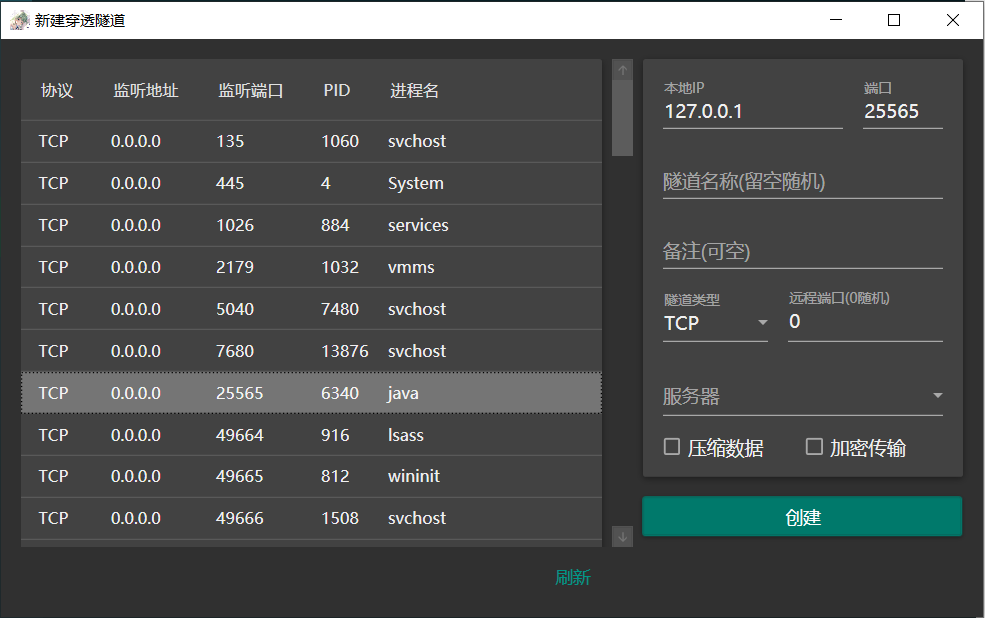 新建穿透隧道
协议 监听地址 监听端口 PID 进程名
TCP 0.0.0.0 135 1060 svchost
TCP 0.0.0.0 445 4 System
TCP 0.0.0.0 1026 884 services
TCP 0.0.0.0 2179 1032 vmms
TCP 0.0.0.0 5040 7480 svchost
TCP 0.0.0.0 7680 13876 svchost
TCP 0.0.0.0 25565 6340 java
TCP 0.0.0.0 49664 916 lsass
TCP 0.0.0.0 49665 812 wininit
TCP 0.0.0.0 49666 1508 svchost
刷新
本地IP 端口
127.0.0.1 25565
隧道名称(留空随机)
备注(可空)
隧道类型 远程端口(0随机)
TCP 0
服务器
压缩数据 加密传输
创建